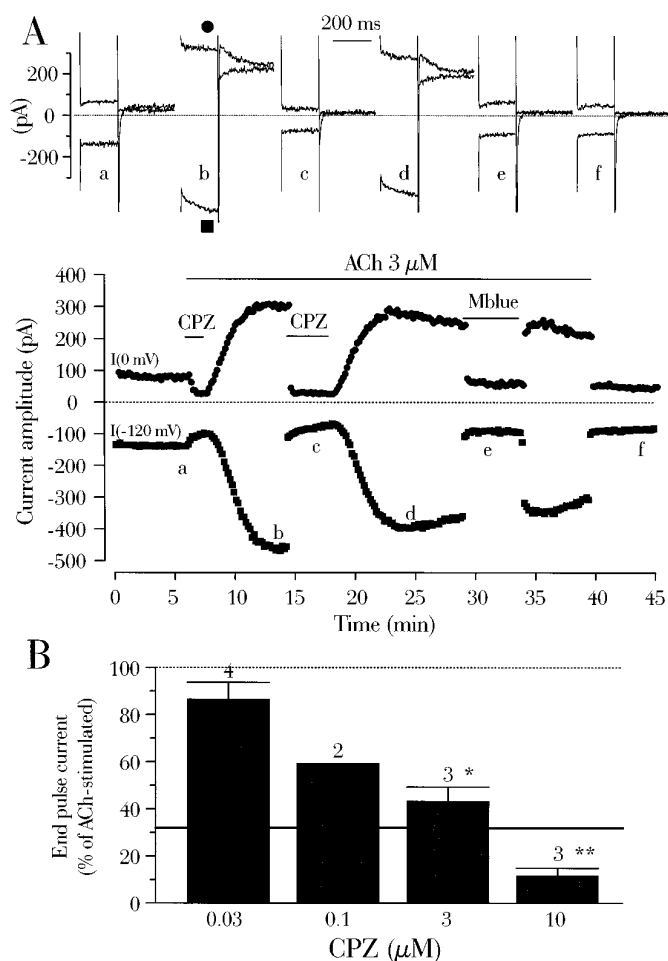 A
200 ms
200
0
-200
(pA)
a
b
c
d
e
f
ACh 3 μM
CPZ
CPZ
Mblue
400
300
200
100
0
-100
-200
-300
-400
-500
Current amplitude (pA)
I(0 mV)
I(-120 mV)
a
b
c
d
e
f
0
5
10
15
20
25
30
35
40
45
Time (min)
B
100
80
60
40
20
0
End pulse current
(% of ACh-stimulated)
4
2
3 *
3 **
0.03
0.1
3
10
CPZ (μM)